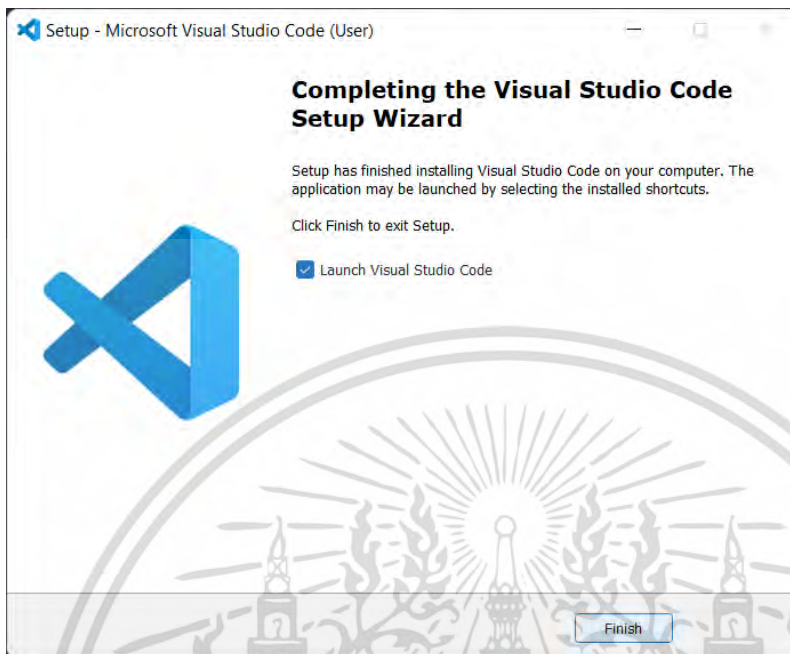 Setup - Microsoft Visual Studio Code (User)
Completing the Visual Studio Code
Setup Wizard
Setup has finished installing Visual Studio Code on your computer. The
application may be launched by selecting the installed shortcuts.
Click Finish to exit Setup.
Launch Visual Studio Code
Finish